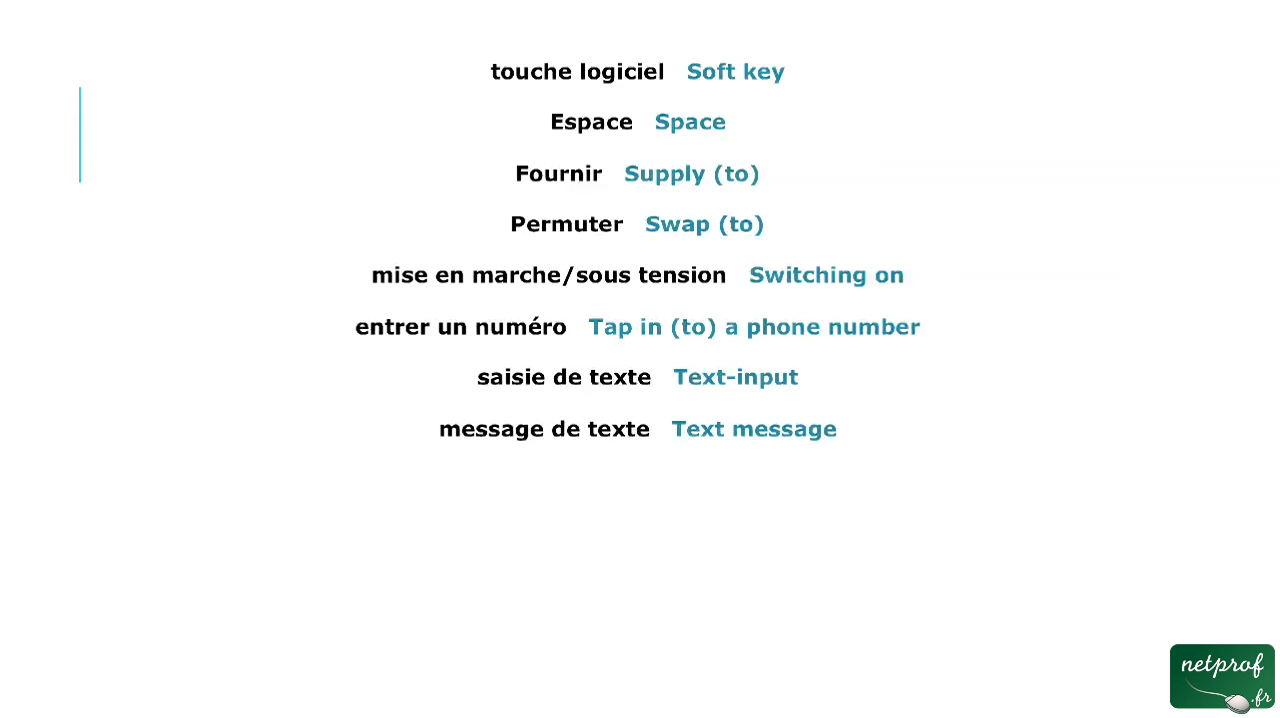 touche logiciel Soft key
Espace Space
Fournir Supply (to)
Permuter Swap (to)
mise en marche/sous tension Switching on
entrer un numéro Tap in (to) a phone number
saisie de texte Text-input
message de texte Text message
netprof
.fr